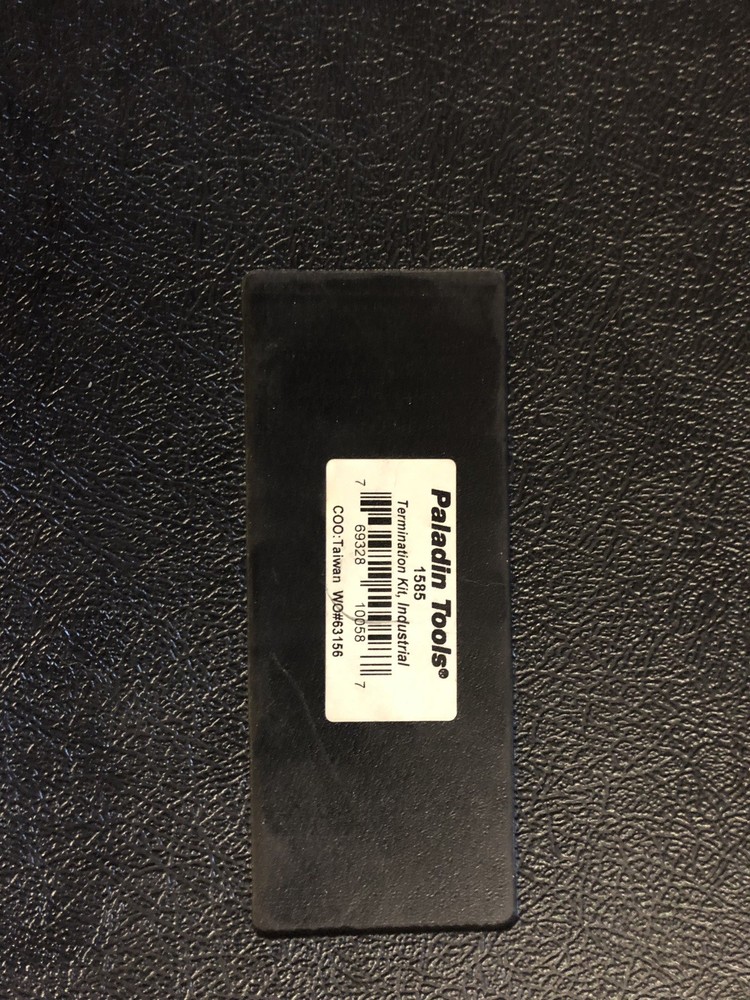 Paladin Tools®
1585
Termination Kit, Industrial
7 69328 10058 7
COO:Taiwan WO#63156